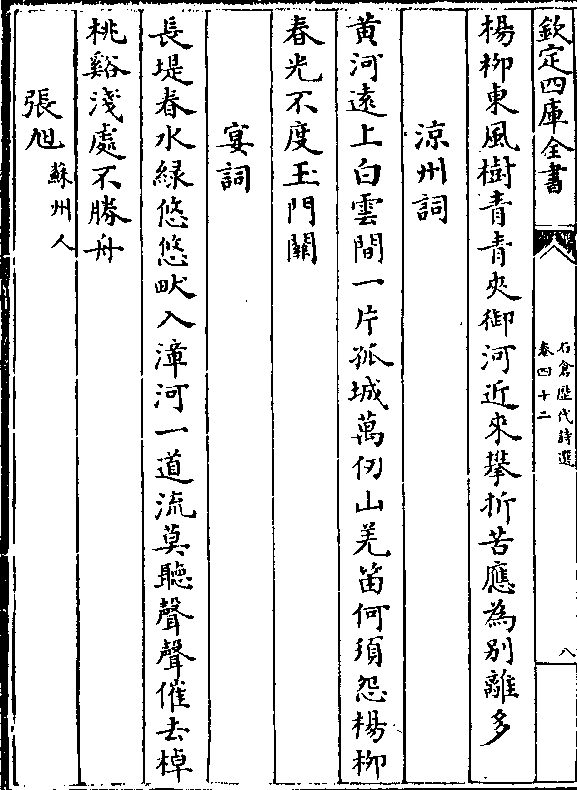 欽定四庫全書
石倉歴代詩選
卷四十二
八
楊柳東風樹青青夾御河近來攀折苦應為别離多
涼州詞
黄河逺上白雲間一片孤城萬仞山羌笛何須怨楊柳
春光不度玉門關
宴詞
長堤春水緑悠悠畎入漳河一道流莫聽聲聲催去棹
桃谿淺處不勝舟
張旭 蘇州人